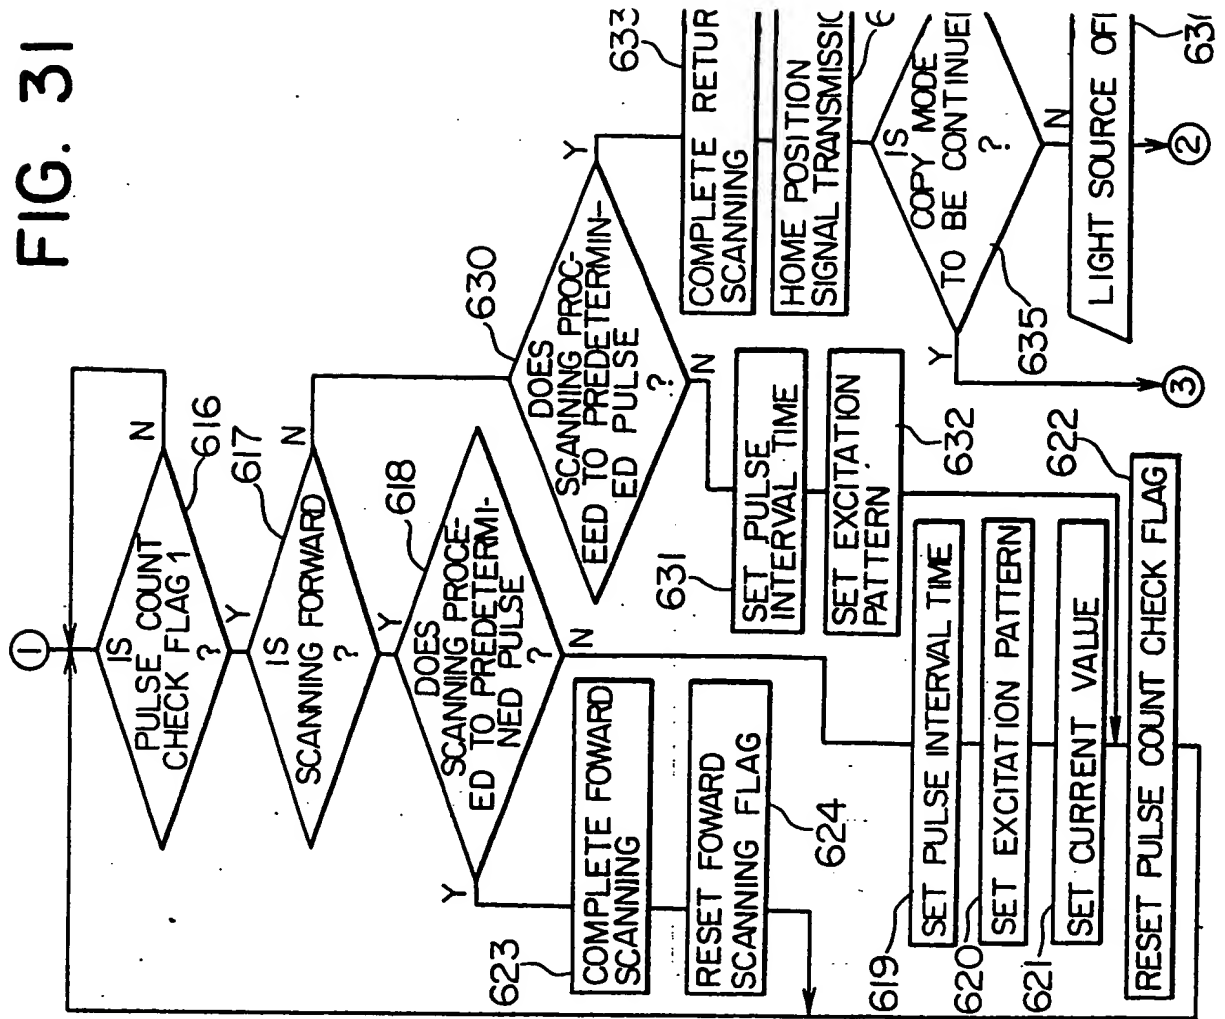 FIG. 31
1
IS
PULSE COUNT
CHECK FLAG 1
?
N
616
Y
617
IS
SCANNING FORWARD
?
N
Y
618
DOES
SCANNING PROCE-
ED TO PREDETERMI-
NED PULSE
?
Y
N
623
COMPLETE FOWARD
SCANNING
RESET FOWARD
SCANNING FLAG
624
619
SET PULSE INTERVAL TIME
620
SET EXCITATION PATTERN
621
SET CURRENT VALUE
622
RESET PULSE COUNT CHECK FLAG
630
DOES
SCANNING PROC-
EED TO PREDETERMIN-
ED PULSE
?
Y
N
631
SET PULSE
INTERVAL TIME
SET EXCITATION
PATTERN
632
633
COMPLETE RETUR
SCANNING
HOME POSITION
SIGNAL TRANSMISSIO
6
IS
COPY MODE
TO BE CONTINUE
?
Y
N
635
LIGHT SOURCE OF
631
2
3